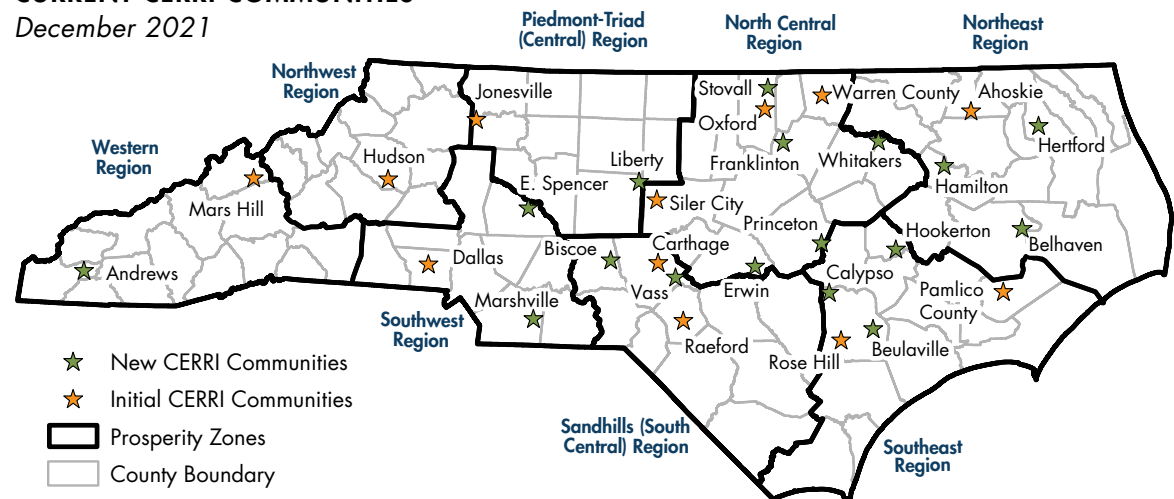 CURRENT CERRI COMMUNITIES
December 2021
Piedmont-Triad
(Central) Region
North Central
Region
Northeast
Region
Northwest
Region
Western
Region
Jonesville
Stovall
Oxford
Warren County
Ahoskie
Hertford
Hudson
Liberty
Franklinton
Whitakers
Hamilton
Mars Hill
E. Spencer
Siler City
Princeton
Hookerton
Belhaven
Andrews
Dallas
Biscoe
Carthage
Vass
Erwin
Calypso
Pamlico
County
Marshville
Southwest
Region
Raeford
Rose Hill
Beulaville
New CERRI Communities
Initial CERRI Communities
Prosperity Zones
County Boundary
Sandhills (South
Central) Region
Southeast
Region